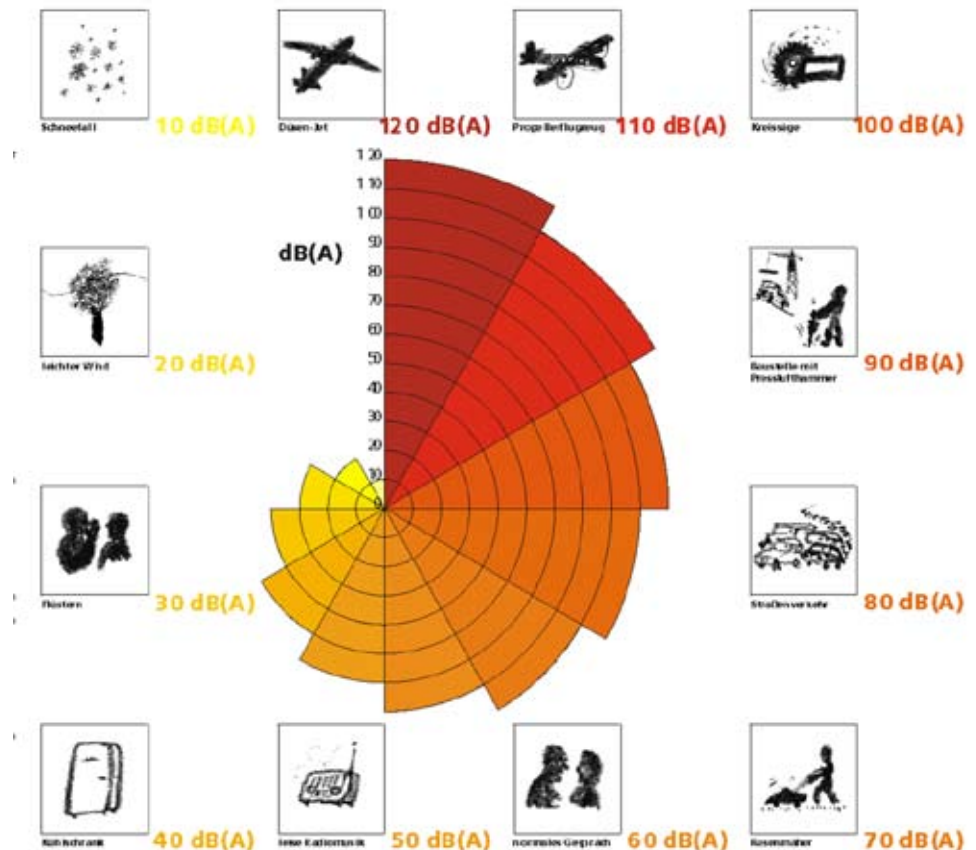 Schneefall
10 dB(A)
Düsen-Jet
120 dB(A)
Propellerflugzeug
110 dB(A)
Kreissäge
100 dB(A)
120
110
100
90
80
70
60
50
40
30
20
10
0
dB(A)
leichter Wind
20 dB(A)
Baustelle mit
Presslufthammer
90 dB(A)
Flüstern
30 dB(A)
Straßenverkehr
80 dB(A)
Kühlschrank
40 dB(A)
leise Radiomusik
50 dB(A)
normales Gespräch
60 dB(A)
Rasenmäher
70 dB(A)